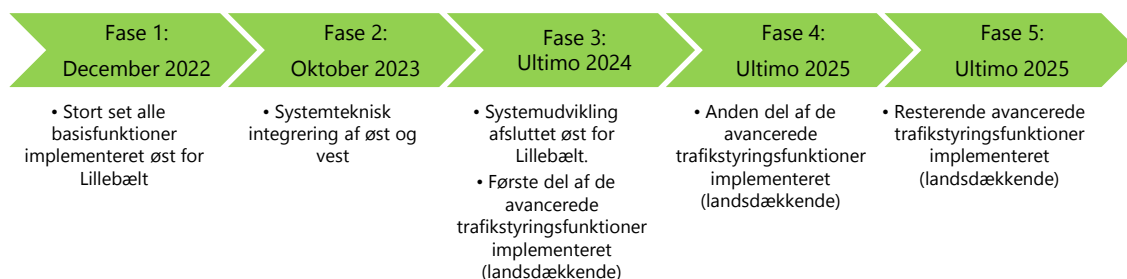 Fase 1:
December 2022
• Stort set alle
basisfunktioner
implementeret øst for
Lillebælt
Fase 2:
Oktober 2023
• Systemteknisk
integrering af øst og
vest
Fase 3:
Ultimo 2024
• Systemudvikling
afsluttet øst for
Lillebælt.
• Første del af de
avancerede
trafikstyringsfunktioner
implementeret
(landsdækkende)
Fase 4:
Ultimo 2025
• Anden del af de
avancerede
trafikstyringsfunktioner
implementeret
(landsdækkende)
Fase 5:
Ultimo 2025
• Resterende avancerede
trafikstyringsfunktioner
implementeret
(landsdækkende)